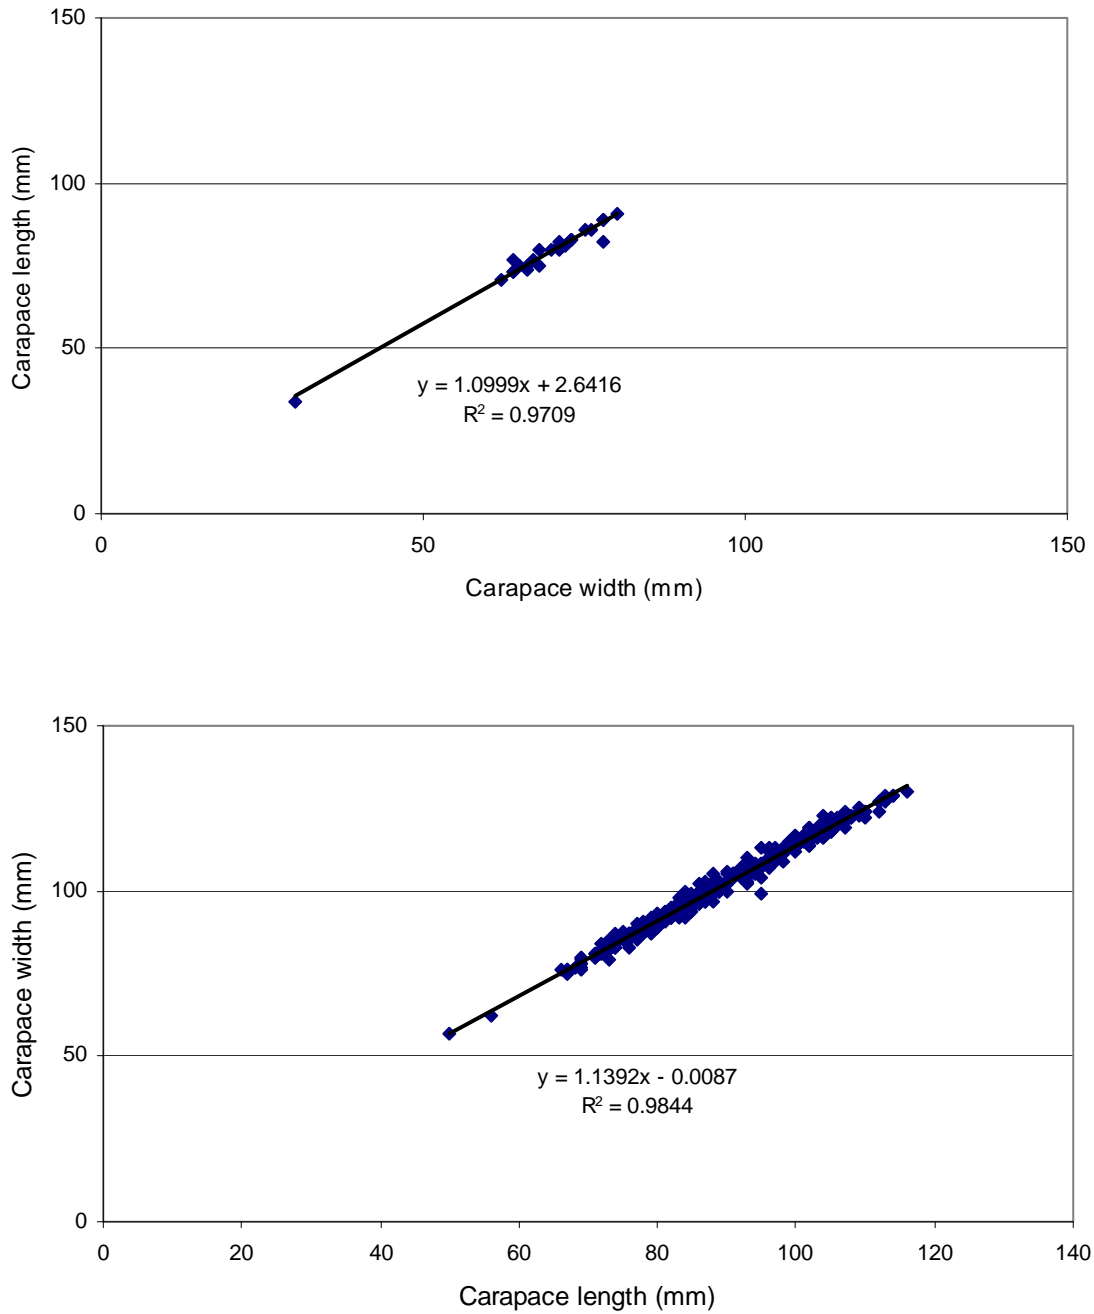 150
100
50
0
Carapace length (mm)
y = 1.0999x + 2.6416
R² = 0.9709
0 50 100 150
Carapace width (mm)
150
100
50
0
Carapace width (mm)
y = 1.1392x - 0.0087
R² = 0.9844
0 20 40 60 80 100 120 140
Carapace length (mm)